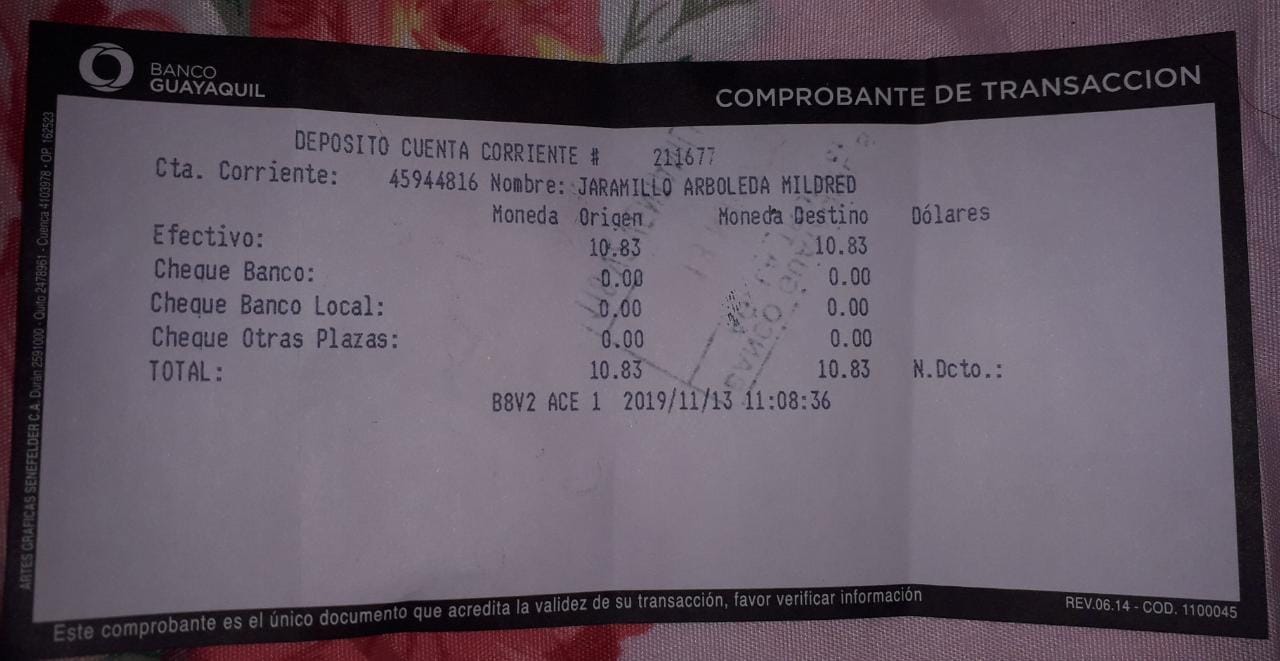 BANCO
GUAYAQUIL
COMPROBANTE DE TRANSACCION
DEPOSITO CUENTA CORRIENTE # 211677
Cta. Corriente: 45944816 Nombre: JARAMILLO ARBOLEDA MILDRED
Moneda Origen Moneda Destino Dólares
Efectivo: 10.83 10.83
Cheque Banco: 0.00 0.00
Cheque Banco Local: 0.00 0.00
Cheque Otras Plazas: 0.00 0.00
TOTAL: 10.83 10.83 N.Dcto.:
B8V2 ACE 1 2019/11/13 11:08:36
Este comprobante es el único documento que acredita la validez de su transacción, favor verificar información
REV.06.14 - COD. 1100045
ARTES GRAFICAS SENEFELDER C.A. Durán 2591000 - Quito 2478961 - Cuenca 4103978 - OP. 162523
BANCO GUAYAQUIL